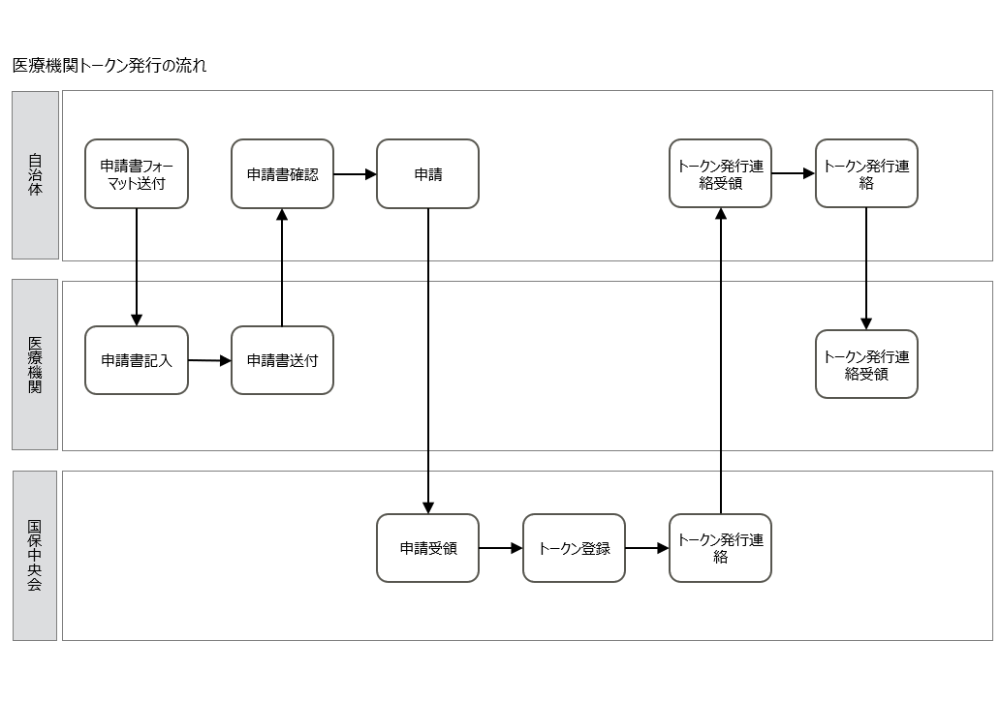 医療機関トークン発行の流れ
自治体
申請書フォー
マット送付
申請書確認
申請
トークン発行連
絡受領
トークン発行連
絡
医療機関
申請書記入
申請書送付
トークン発行連
絡受領
国保中央会
申請受領
トークン登録
トークン発行連
絡